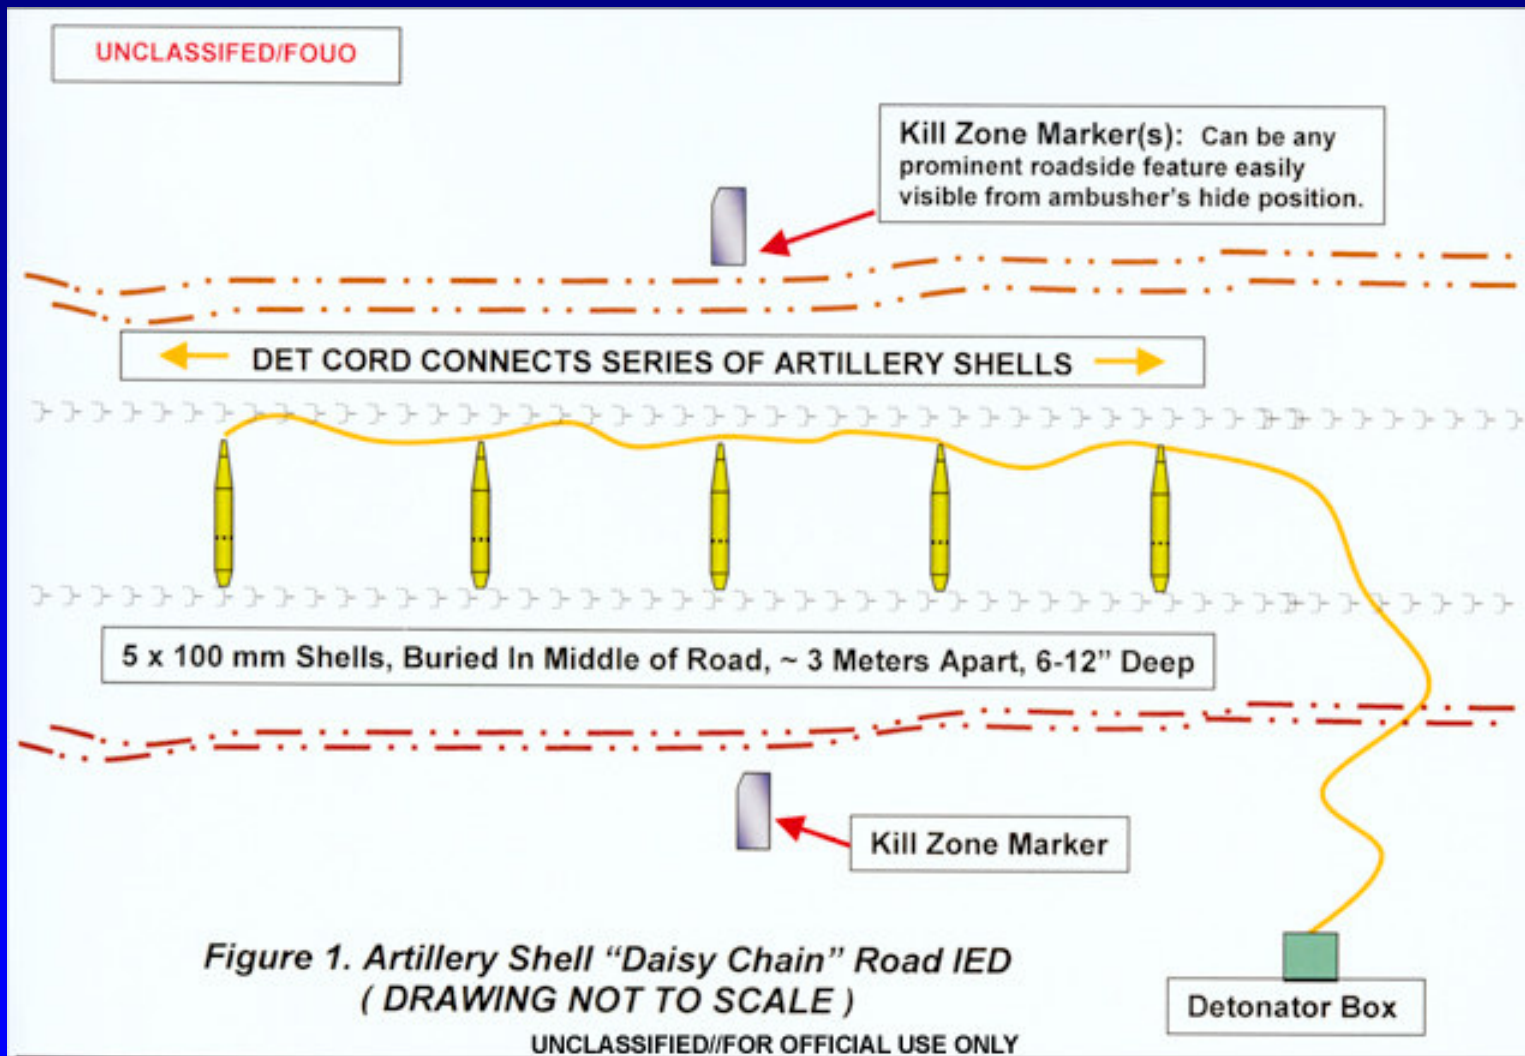 UNCLASSIFED/FOUO
Kill Zone Marker(s): Can be any
prominent roadside feature easily
visible from ambusher's hide position.
DET CORD CONNECTS SERIES OF ARTILLERY SHELLS
5 x 100 mm Shells, Buried In Middle of Road, ~ 3 Meters Apart, 6-12" Deep
Kill Zone Marker
Figure 1. Artillery Shell "Daisy Chain" Road IED
( DRAWING NOT TO SCALE )
Detonator Box
UNCLASSIFIED//FOR OFFICIAL USE ONLY